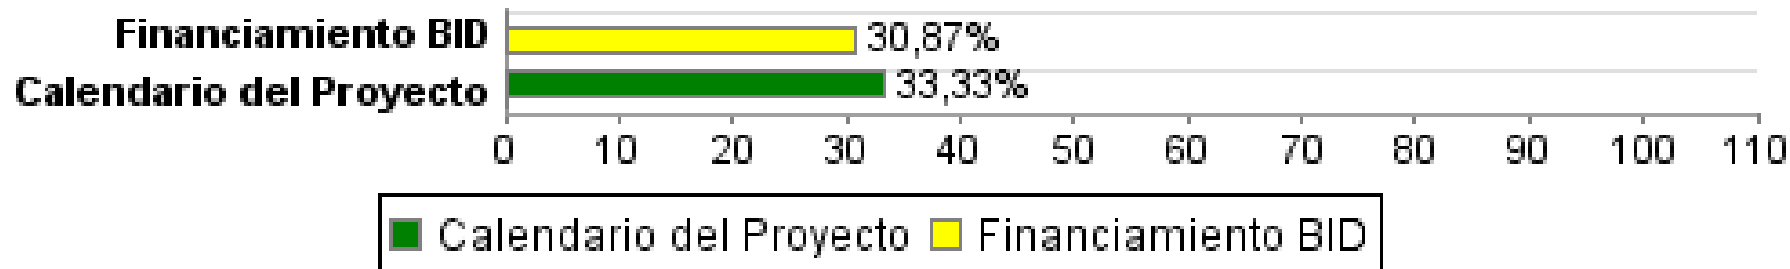 Financiamiento BID 30,87%
Calendario del Proyecto 33,33%
0 10 20 30 40 50 60 70 80 90 100 110
Calendario del Proyecto Financiamiento BID